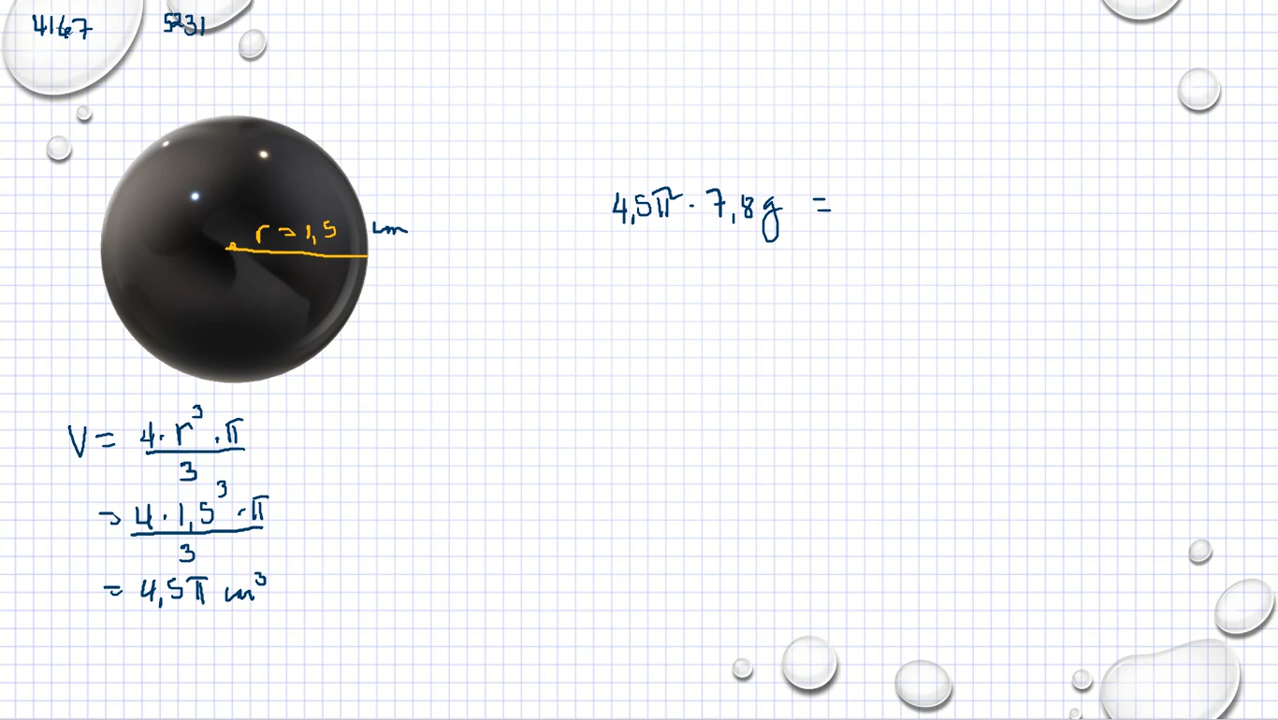 4167 5231
r = 1,5 cm
4,5π · 7,8g =
V = 4 · r³ · π / 3
= 4 · 1,5³ · π / 3
= 4,5π cm³